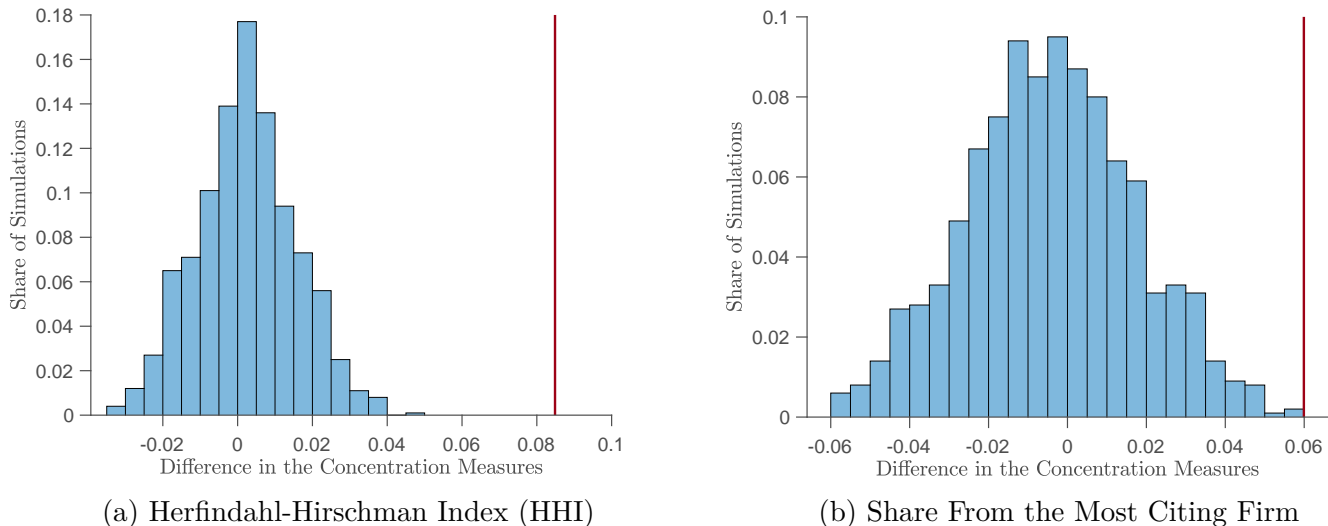 0.18
0.16
0.14
0.12
0.1
0.08
0.06
0.04
0.02
0
Share of Simulations
-0.02 0 0.02 0.04 0.06 0.08 0.1
Difference in the Concentration Measures
(a) Herfindahl-Hirschman Index (HHI)
0.1
0.08
0.06
0.04
0.02
0
Share of Simulations
-0.06 -0.04 -0.02 0 0.02 0.04 0.06
Difference in the Concentration Measures
(b) Share From the Most Citing Firm